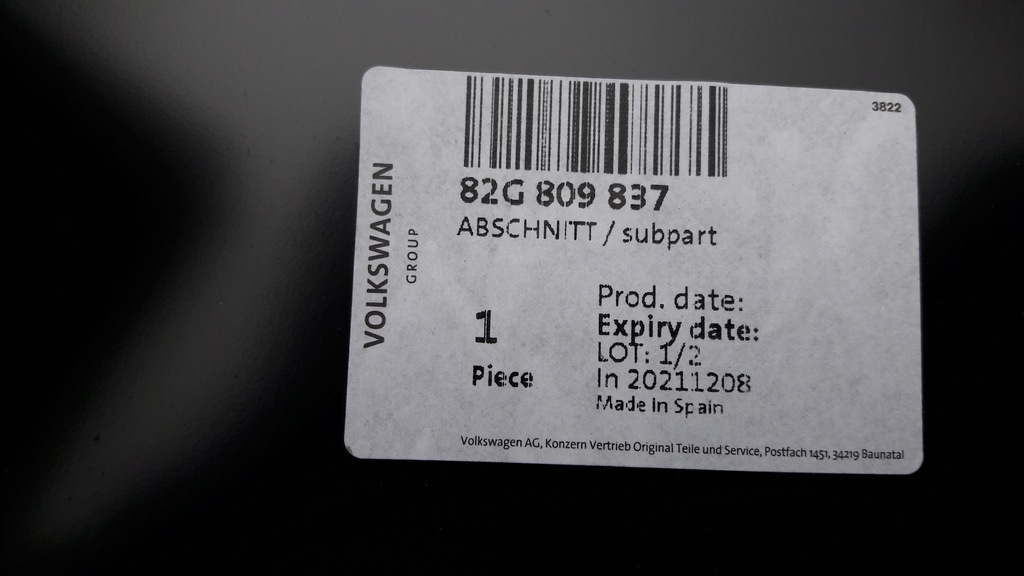 3822
VOLKSWAGEN
GROUP
82G 809 837
ABSCHNITT / subpart
1
Piece
Prod. date:
Expiry date:
LOT: 1/2
In 20211208
Made in Spain
Volkswagen AG, Konzern Vertrieb Original Teile und Service, Postfach 1451, 34219 Baunatal